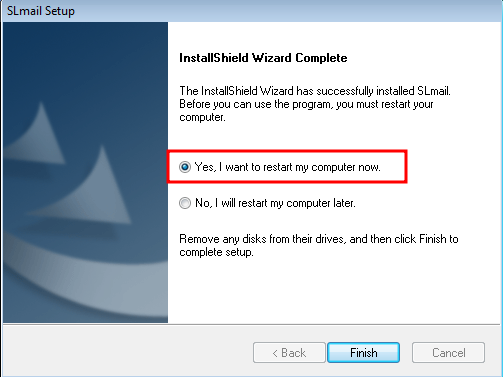 SLmail Setup
InstallShield Wizard Complete
The InstallShield Wizard has successfully installed SLmail.
Before you can use the program, you must restart your
computer.
Yes, I want to restart my computer now.
No, I will restart my computer later.
Remove any disks from their drives, and then click Finish to
complete setup.
< Back
Finish
Cancel